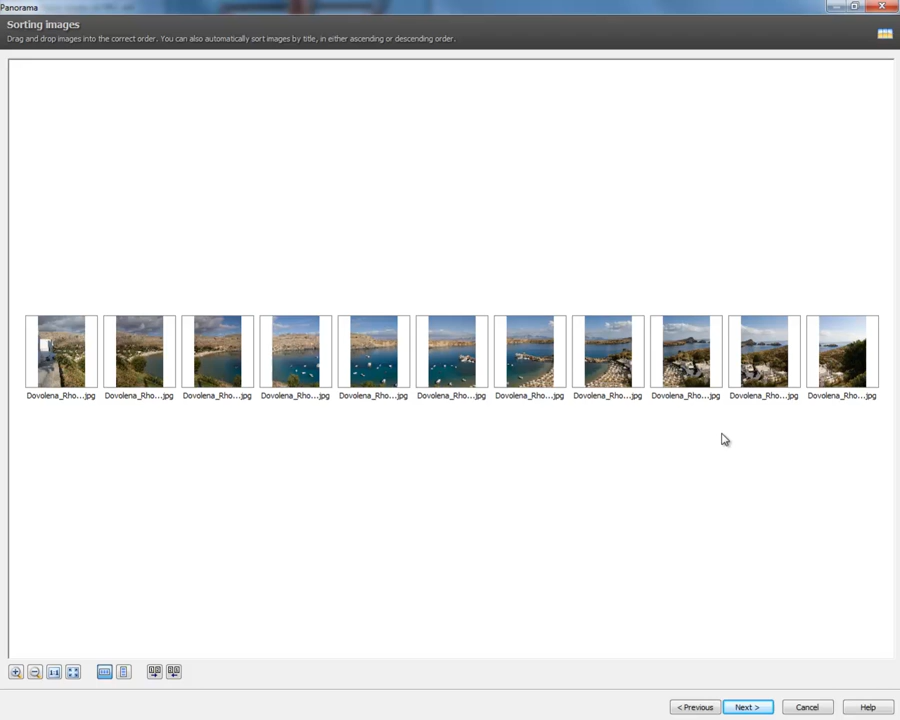 Panorama
Sorting images
Drag and drop images into the correct order. You can also automatically sort images by title, in either ascending or descending order.
Dovolena_Rho...jpg Dovolena_Rho...jpg Dovolena_Rho...jpg Dovolena_Rho...jpg Dovolena_Rho...jpg Dovolena_Rho...jpg Dovolena_Rho...jpg Dovolena_Rho...jpg Dovolena_Rho...jpg Dovolena_Rho...jpg Dovolena_Rho...jpg
< Previous Next > Cancel Help